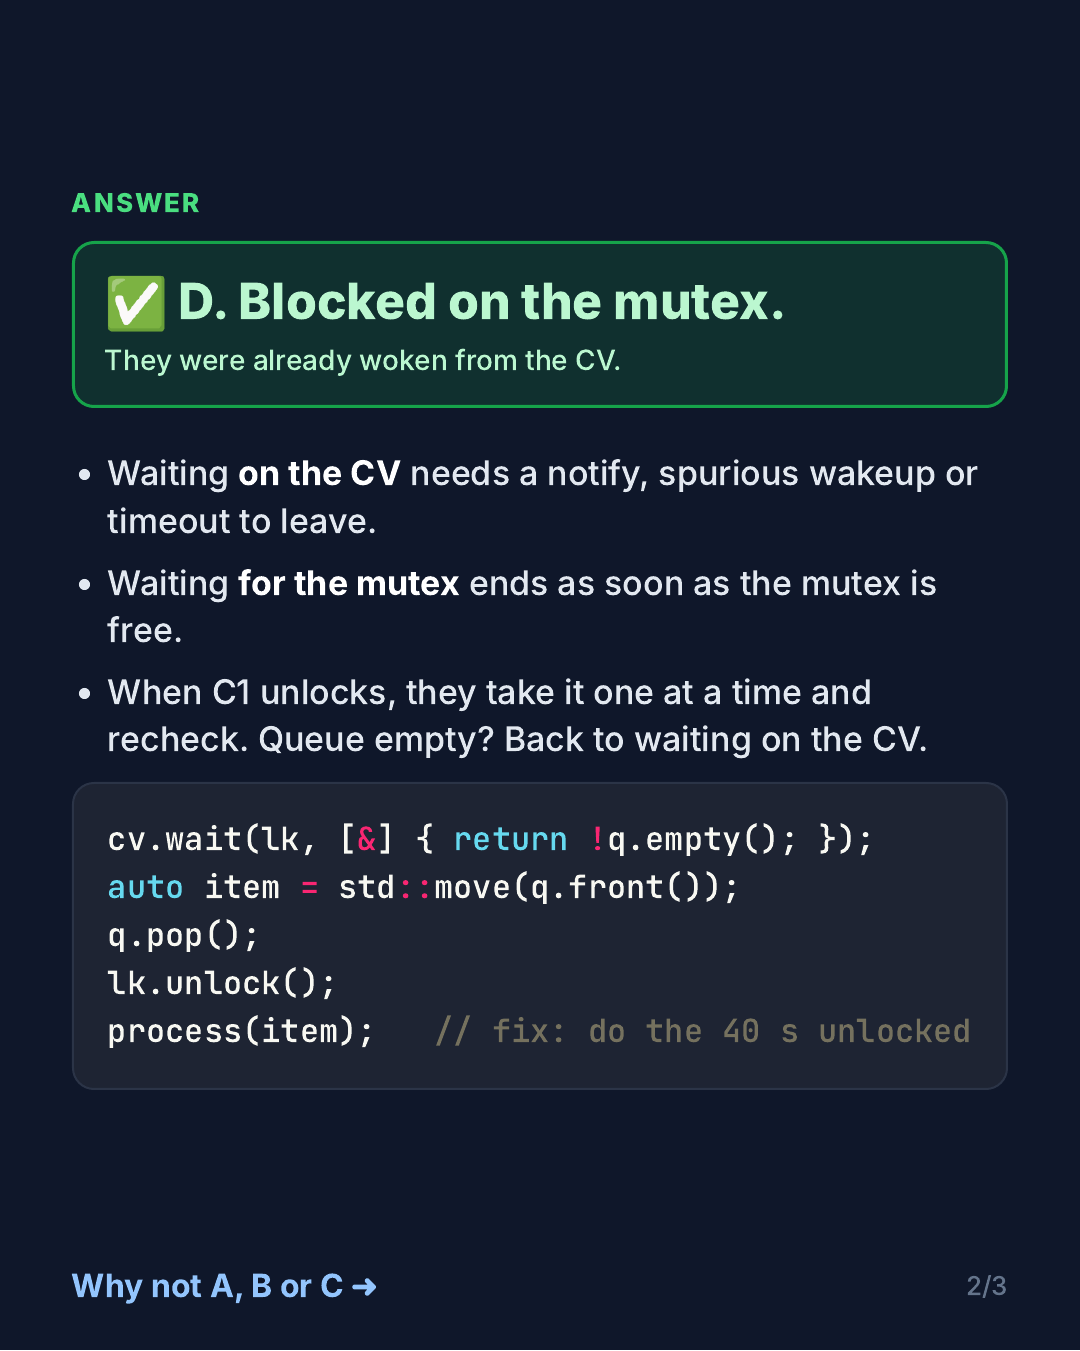 ANSWER
✅ D. Blocked on the mutex.
They were already woken from the CV.
• Waiting on the CV needs a notify, spurious wakeup or
timeout to leave.
• Waiting for the mutex ends as soon as the mutex is
free.
• When C1 unlocks, they take it one at a time and
recheck. Queue empty? Back to waiting on the CV.
cv.wait(lk, [&] { return !q.empty(); });
auto item = std::move(q.front());
q.pop();
lk.unlock();
process(item);   // fix: do the 40 s unlocked
Why not A, B or C ➜
2/3